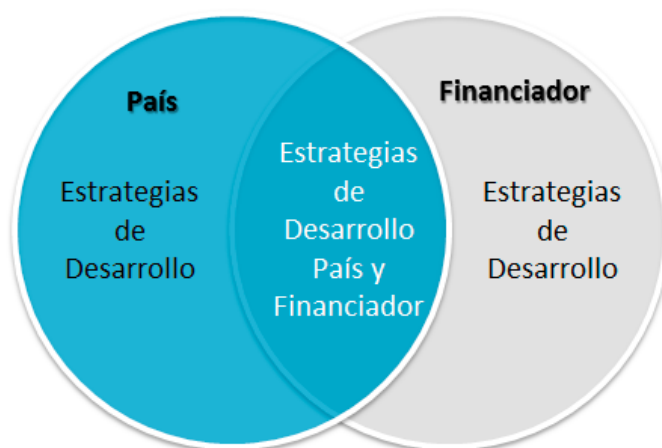 País
Estrategias
de
Desarrollo
Estrategias
de
Desarrollo
País y
Financiador
Financiador
Estrategias
de
Desarrollo